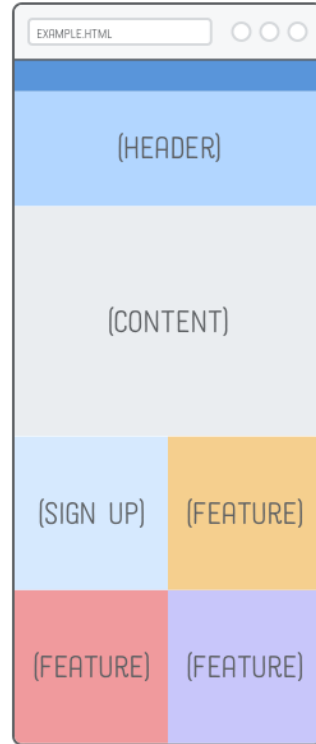 EXAMPLE.HTML
(HEADER)
(CONTENT)
(SIGN UP) (FEATURE)
(FEATURE) (FEATURE)